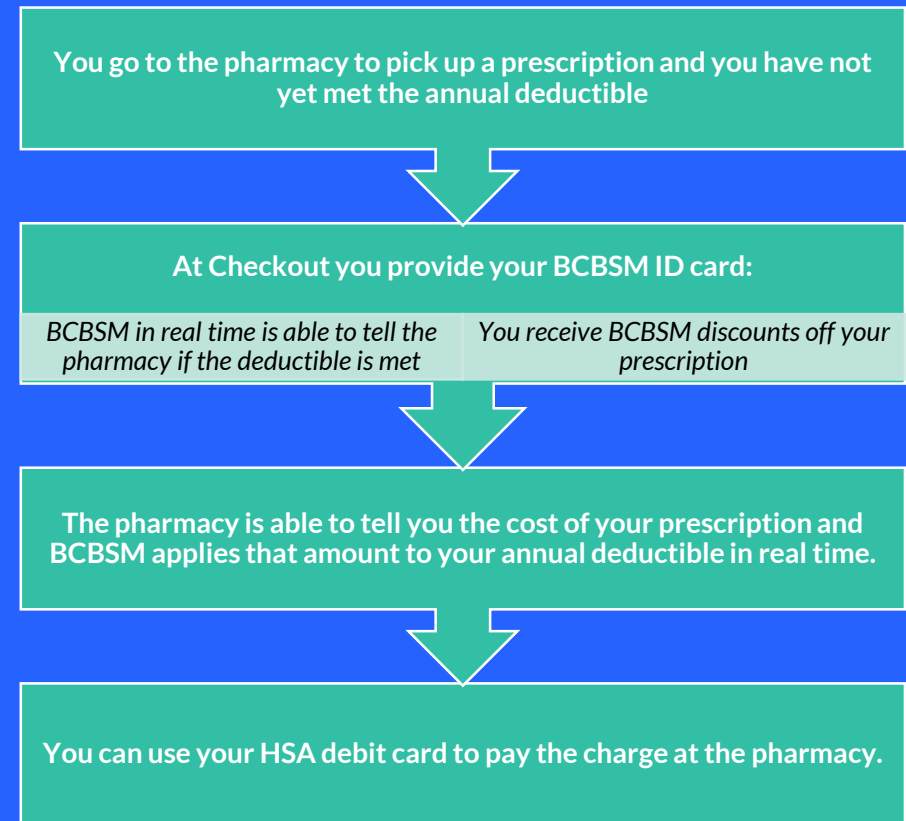 You go to the pharmacy to pick up a prescription and you have not
yet met the annual deductible
At Checkout you provide your BCBSM ID card:
BCBSM in real time is able to tell the
pharmacy if the deductible is met
You receive BCBSM discounts off your
prescription
The pharmacy is able to tell you the cost of your prescription and
BCBSM applies that amount to your annual deductible in real time.
You can use your HSA debit card to pay the charge at the pharmacy.